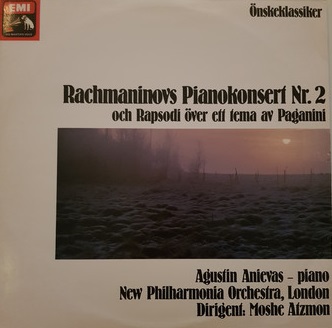 EMI
Önskeklassiker
Rachmaninovs Pianokonsert Nr. 2
och Rapsodi över ett tema av Paganini
Agustin Anievas – piano
New Philharmonia Orchestra, London
Dirigent: Moshe Atzmon